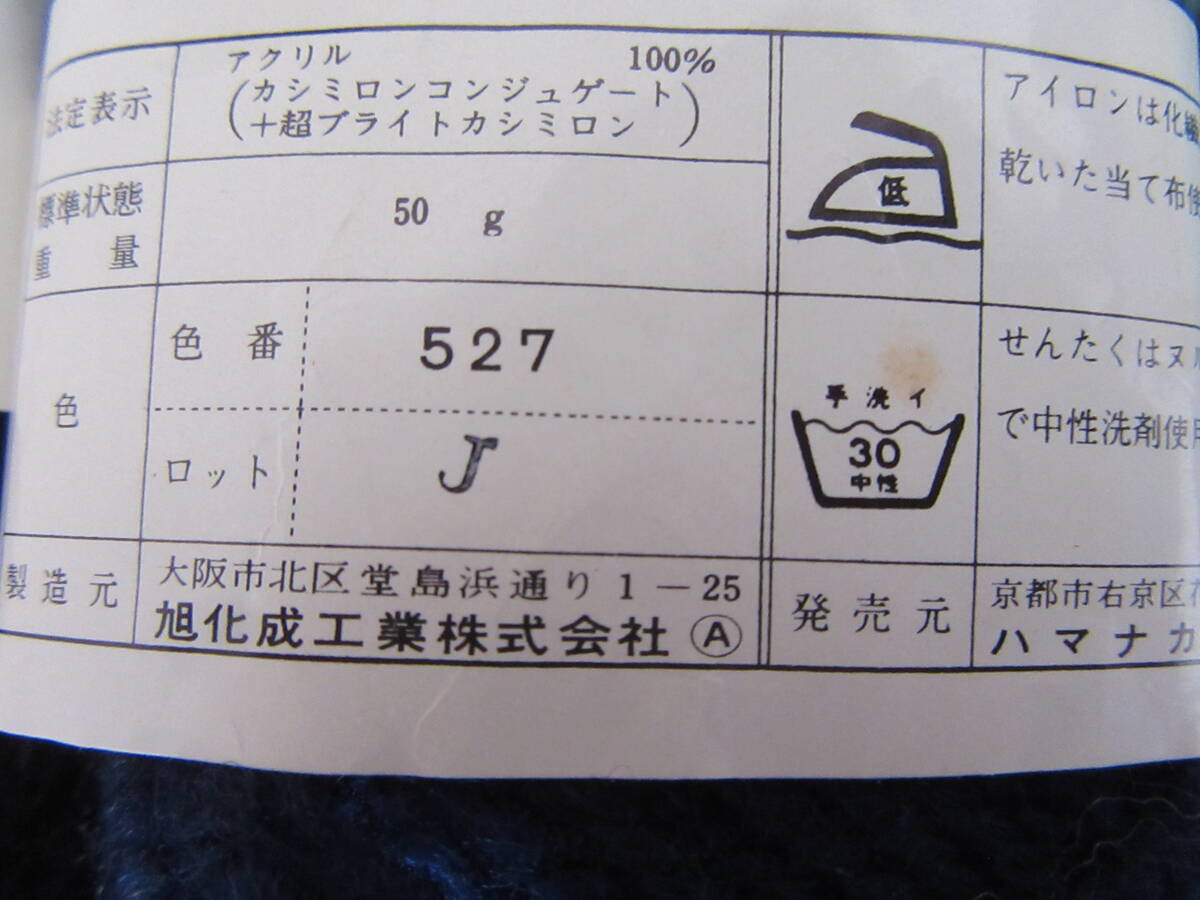 法定表示
アクリル 100%
(カシミロンコンジュゲート
+超ブライトカシミロン)
標準状態
重量
50 g
色
色番
527
ロット
J
製造元
大阪市北区堂島浜通り1-25
旭化成工業株式会社 Ⓐ
低
アイロンは化繊
乾いた当て布使
手洗イ
30
中性
せんたくはヌル
で中性洗剤使用
発売元
京都市右京区
ハマナカ